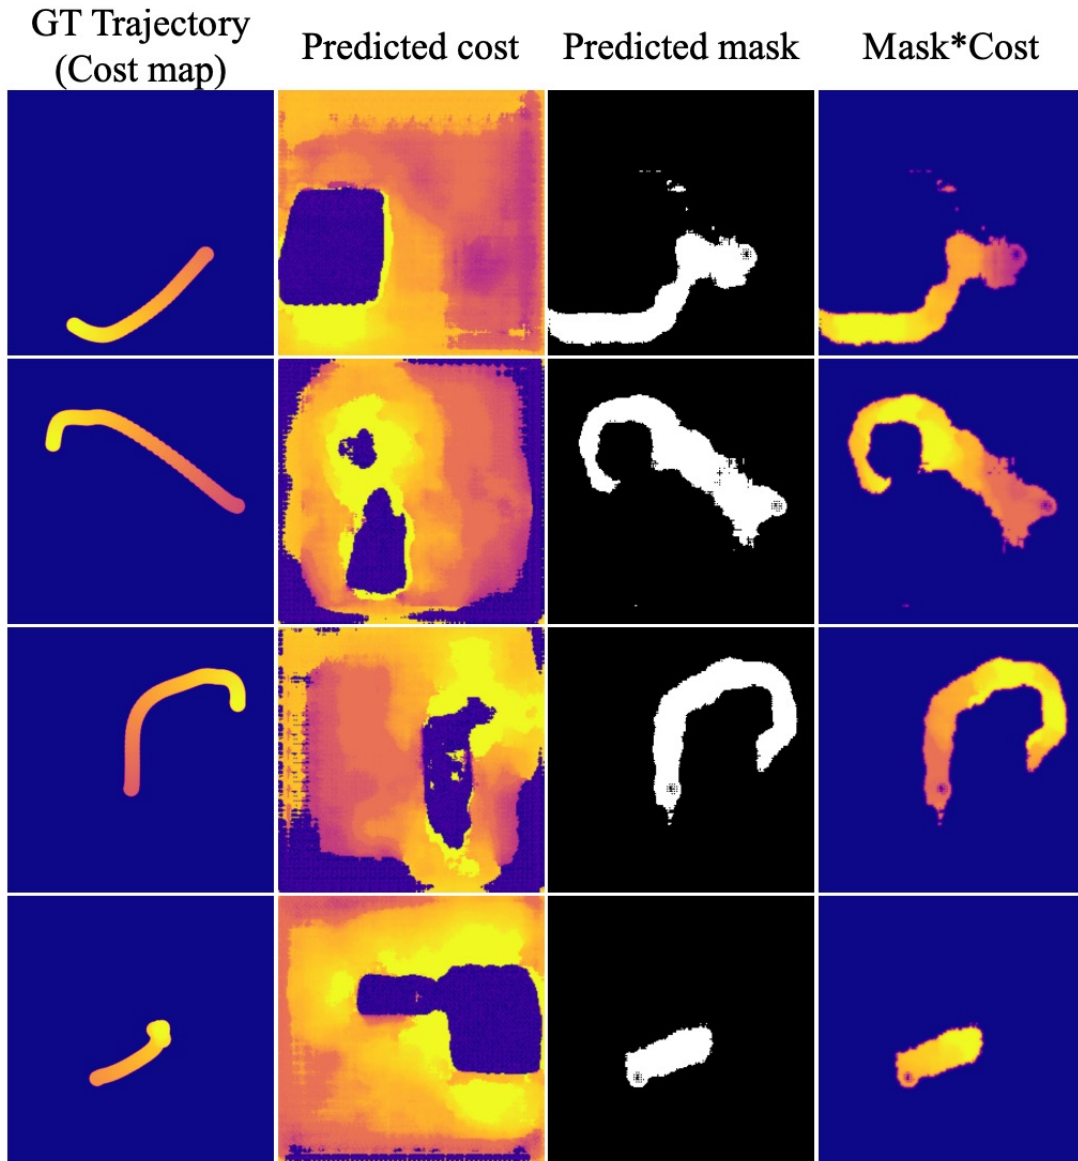 GT Trajectory
(Cost map)
Predicted cost
Predicted mask
Mask*Cost